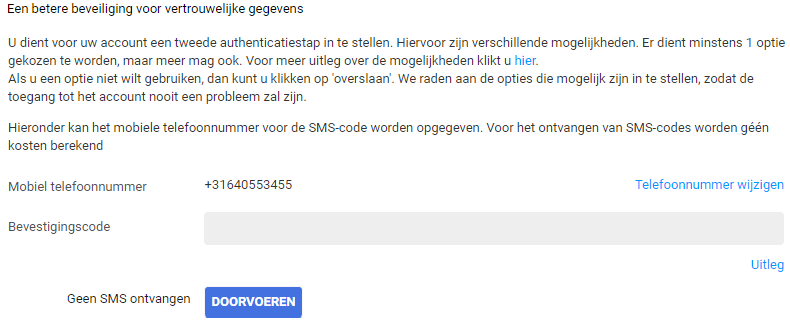 Een betere beveiliging voor vertrouwelijke gegevens
U dient voor uw account een tweede authenticatiestap in te stellen. Hiervoor zijn verschillende mogelijkheden. Er dient minstens 1 optie
gekozen te worden, maar meer mag ook. Voor meer uitleg over de mogelijkheden klikt u hier.
Als u een optie niet wilt gebruiken, dan kunt u klikken op 'overslaan'. We raden aan de opties die mogelijk zijn in te stellen, zodat de
toegang tot het account nooit een probleem zal zijn.
Hieronder kan het mobiele telefoonnummer voor de SMS-code worden opgegeven. Voor het ontvangen van SMS-codes worden géén
kosten berekend
Mobiel telefoonnummer +31640553455 Telefoonnummer wijzigen
Bevestigingscode
Uitleg
Geen SMS ontvangen DOORVOEREN